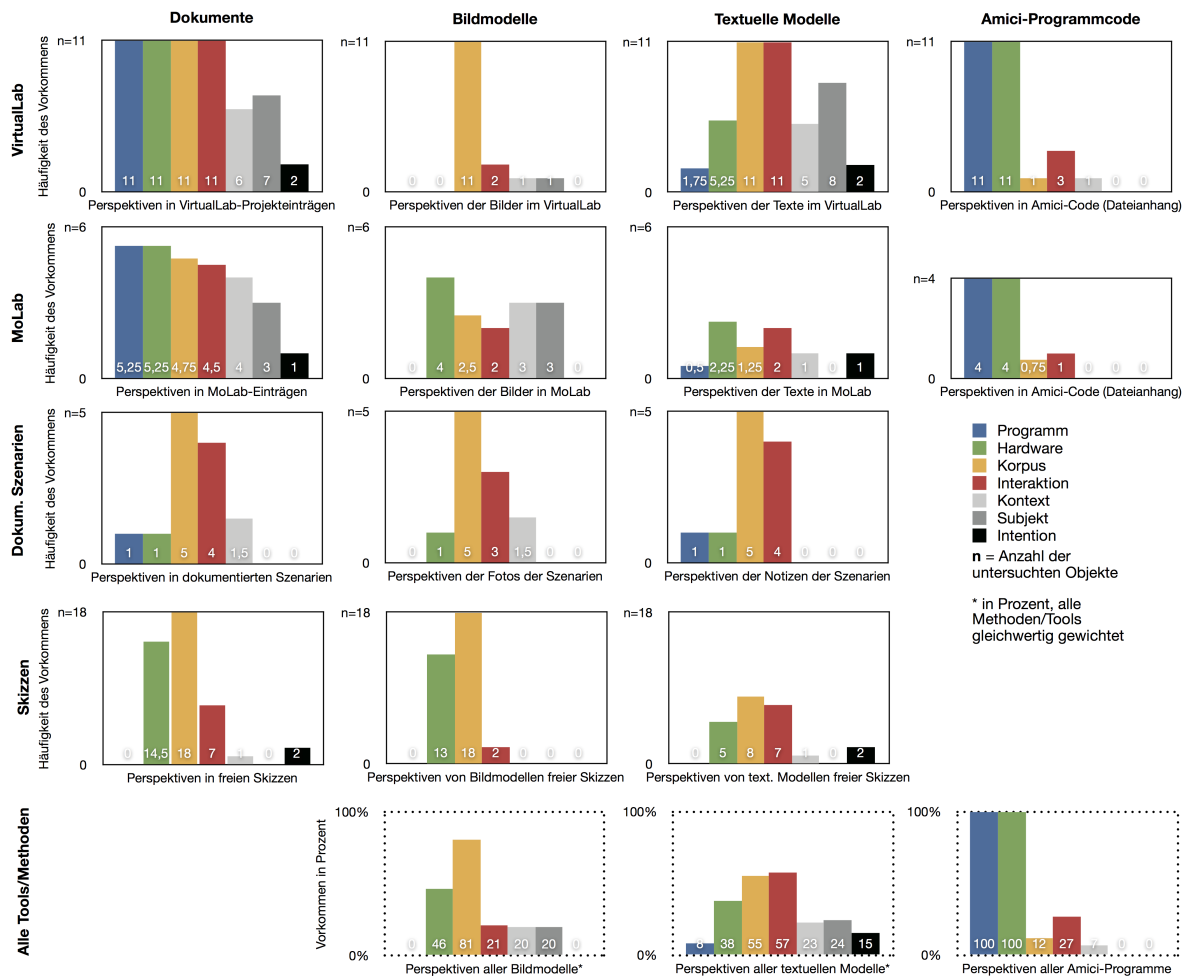 Dokumente
Bildmodelle
Textuelle Modelle
Amici-Programmcode
VirtualLab
Häufigkeit des Vorkommens
n=11
0
11 11 11 11 6 7 2
Perspektiven in VirtualLab-Projekteinträgen
n=11
0
0 0 11 2 1 1 0
Perspektiven der Bilder im VirtualLab
n=11
0
1,75 5,25 11 11 5 8 2
Perspektiven der Texte im VirtualLab
n=11
0
11 11 1 3 1 0 0
Perspektiven in Amici-Code (Dateianhang)
MoLab
Häufigkeit des Vorkommens
n=6
0
5,25 5,25 4,75 4,5 4 3 1
Perspektiven in MoLab-Einträgen
n=6
0
0 4 2,5 2 3 3 0
Perspektiven der Bilder in MoLab
n=6
0
0,5 2,25 1,25 2 1 0 1
Perspektiven der Texte in MoLab
n=4
0
4 4 0,75 1 0 0 0
Perspektiven in Amici-Code (Dateianhang)
Dokum. Szenarien
Häufigkeit des Vorkommens
n=5
0
1 1 5 4 1,5 0 0
Perspektiven in dokumentierten Szenarien
n=5
0
0 1 5 3 1,5 0 0
Perspektiven der Fotos der Szenarien
n=5
0
1 1 5 4 0 0 0
Perspektiven der Notizen der Szenarien
Programm
Hardware
Korpus
Interaktion
Kontext
Subjekt
Intention
n = Anzahl der
untersuchten Objekte
* in Prozent, alle
Methoden/Tools
gleichwertig gewichtet
Skizzen
Häufigkeit des Vorkommens
n=18
0
0 14,5 18 7 1 0 2
Perspektiven in freien Skizzen
n=18
0
0 13 18 2 0 0 0
Perspektiven von Bildmodellen freier Skizzen
n=18
0
0 5 8 7 1 0 2
Perspektiven von text. Modellen freier Skizzen
Alle Tools/Methoden
Vorkommen in Prozent
100%
0%
0 46 81 21 20 20 0
Perspektiven aller Bildmodelle*
100%
0%
8 38 55 57 23 24 15
Perspektiven aller textuellen Modelle*
100%
0%
100 100 12 27 7 0 0
Perspektiven aller Amici-Programme